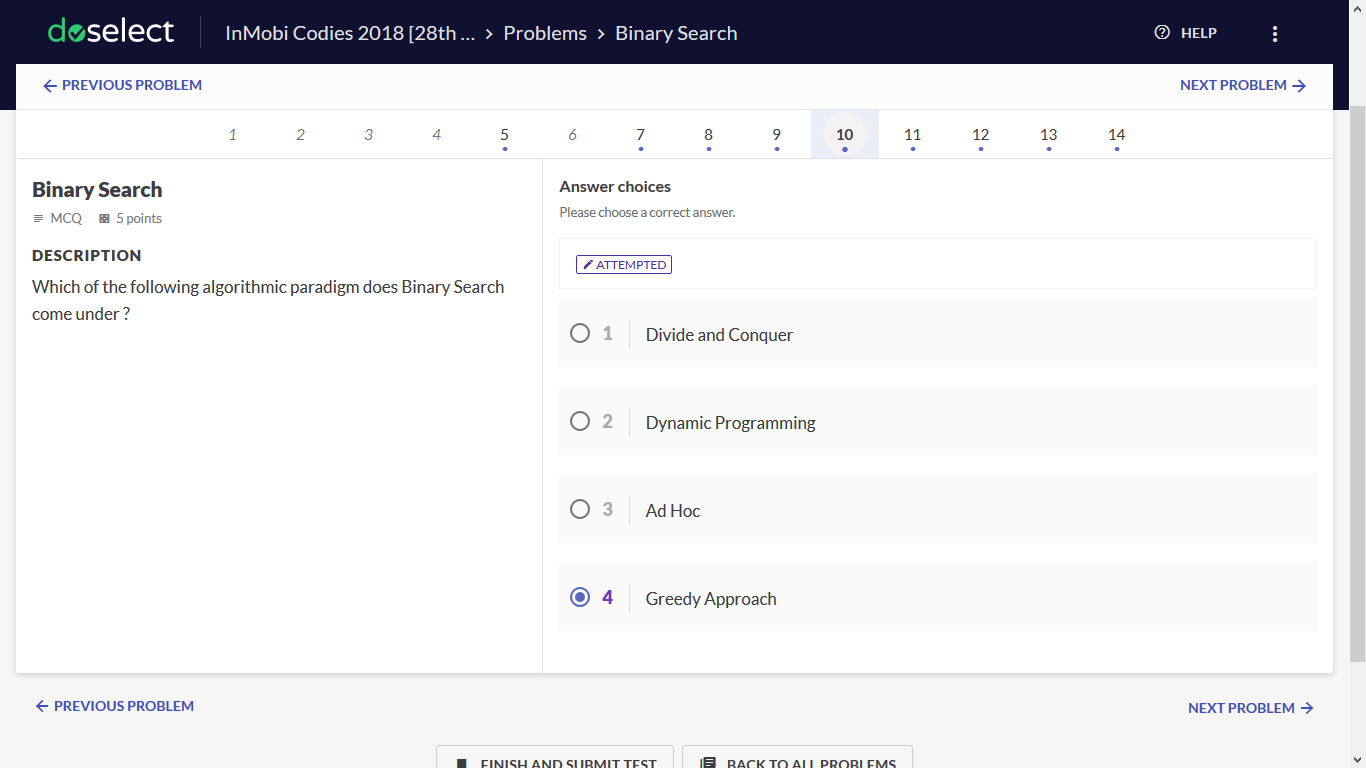 doselect
InMobi Codies 2018 [28th ... > Problems > Binary Search
HELP
← PREVIOUS PROBLEM
NEXT PROBLEM →
1 2 3 4 5 6 7 8 9 10 11 12 13 14
Binary Search
MCQ 5 points
DESCRIPTION
Which of the following algorithmic paradigm does Binary Search
come under ?
Answer choices
Please choose a correct answer.
ATTEMPTED
1 Divide and Conquer
2 Dynamic Programming
3 Ad Hoc
4 Greedy Approach
← PREVIOUS PROBLEM
NEXT PROBLEM →
FINISH AND SUBMIT TEST
BACK TO ALL PROBLEMS